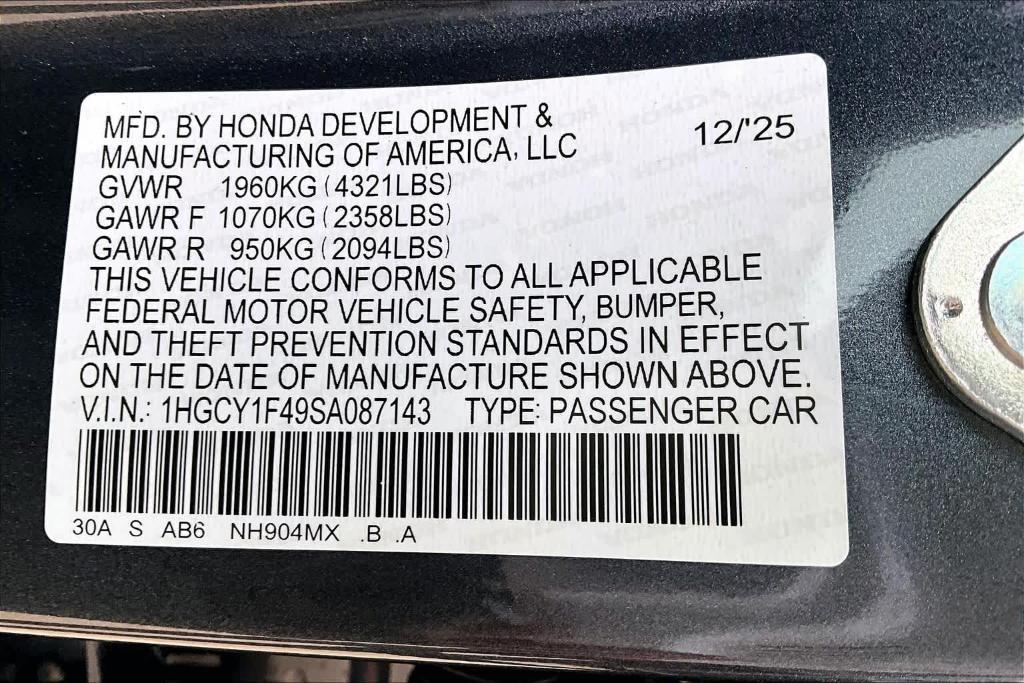 MFD. BY HONDA DEVELOPMENT &
MANUFACTURING OF AMERICA, LLC 12/'25
GVWR 1960KG (4321LBS)
GAWR F 1070KG (2358LBS)
GAWR R 950KG (2094LBS)
THIS VEHICLE CONFORMS TO ALL APPLICABLE
FEDERAL MOTOR VEHICLE SAFETY, BUMPER,
AND THEFT PREVENTION STANDARDS IN EFFECT
ON THE DATE OF MANUFACTURE SHOWN ABOVE.
V.I.N.: 1HGCY1F49SA087143 TYPE: PASSENGER CAR
30A S AB6 NH904MX .B .A